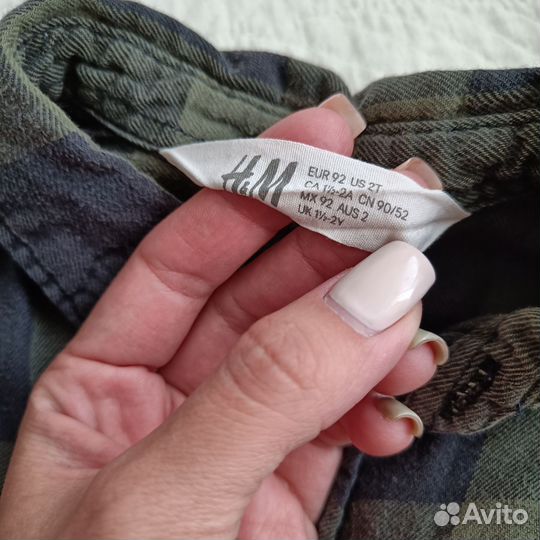 H&M
EUR 92 US 2T
CA 1½-2A CN 90/52
MX 92 AUS 2
UK 1½-2Y
Avito